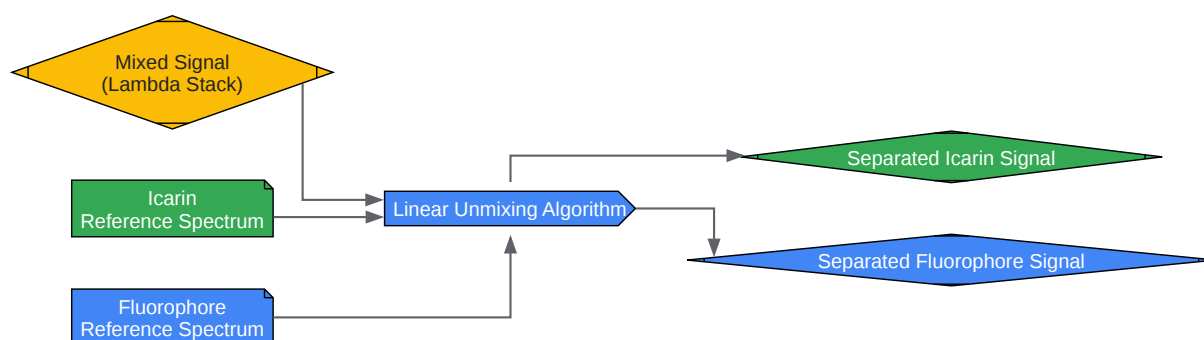 Mixed Signal
(Lambda Stack)
Icarin
Reference Spectrum
Fluorophore
Reference Spectrum
Linear Unmixing Algorithm
Separated Icarin Signal
Separated Fluorophore Signal